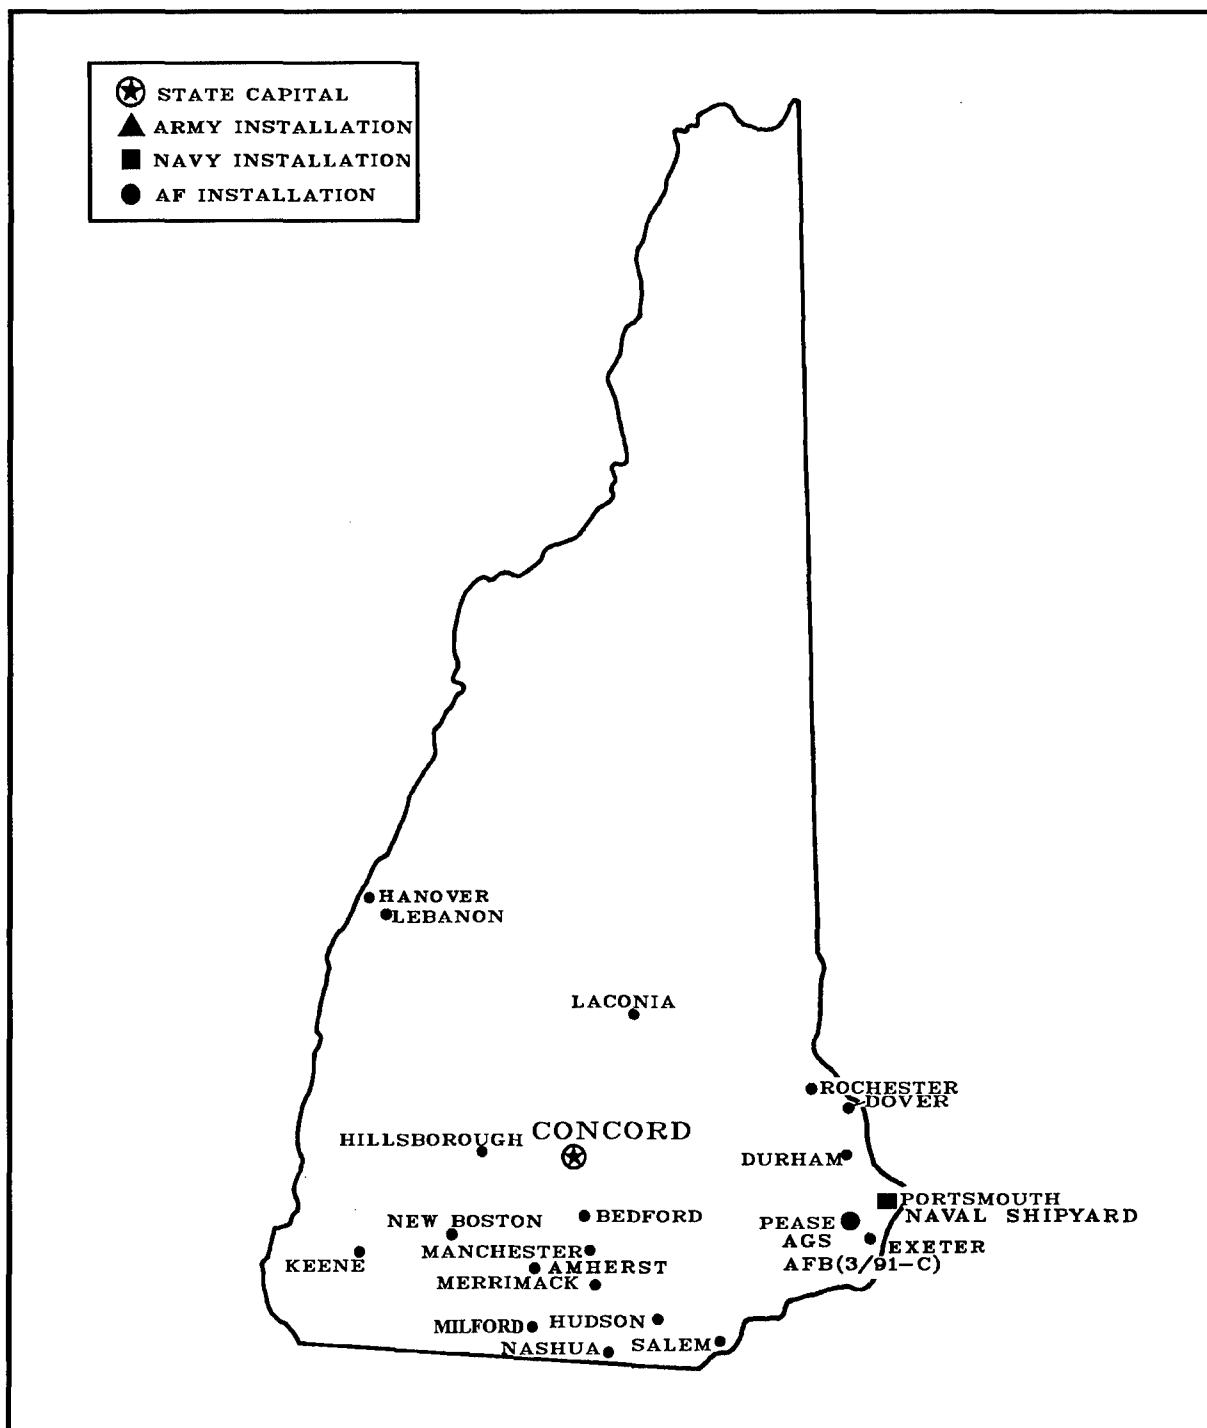 STATE CAPITAL
ARMY INSTALLATION
NAVY INSTALLATION
AF INSTALLATION
HANOVER
LEBANON
LACONIA
ROCHESTER
DOVER
HILLSBOROUGH
CONCORD
DURHAM
PORTSMOUTH
NAVAL SHIPYARD
NEW BOSTON
BEDFORD
PEASE
AGS
EXETER
AFB(3/91-C)
KEENE
MANCHESTER
AMHERST
MERRIMACK
MILFORD
HUDSON
NASHUA
SALEM